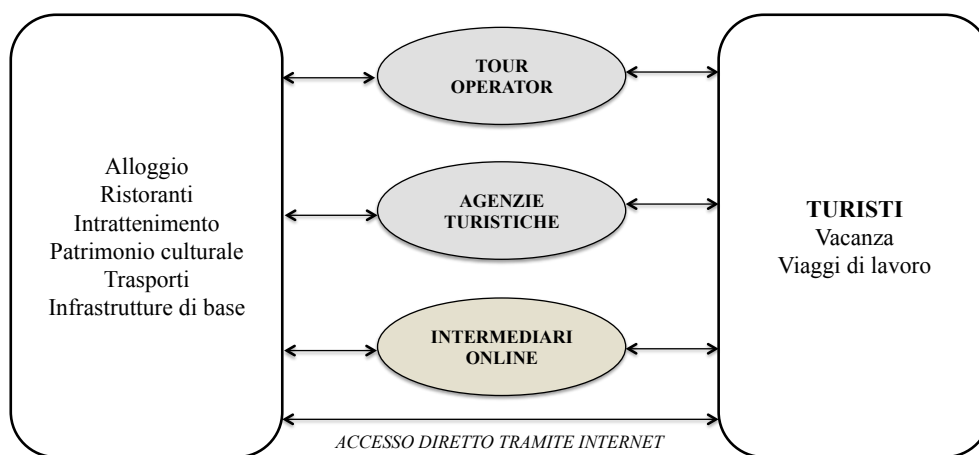 Alloggio
Ristoranti
Intrattenimento
Patrimonio culturale
Trasporti
Infrastrutture di base
TOUR
OPERATOR
AGENZIE
TURISTICHE
INTERMEDIARI
ONLINE
ACCESSO DIRETTO TRAMITE INTERNET
TURISTI
Vacanza
Viaggi di lavoro